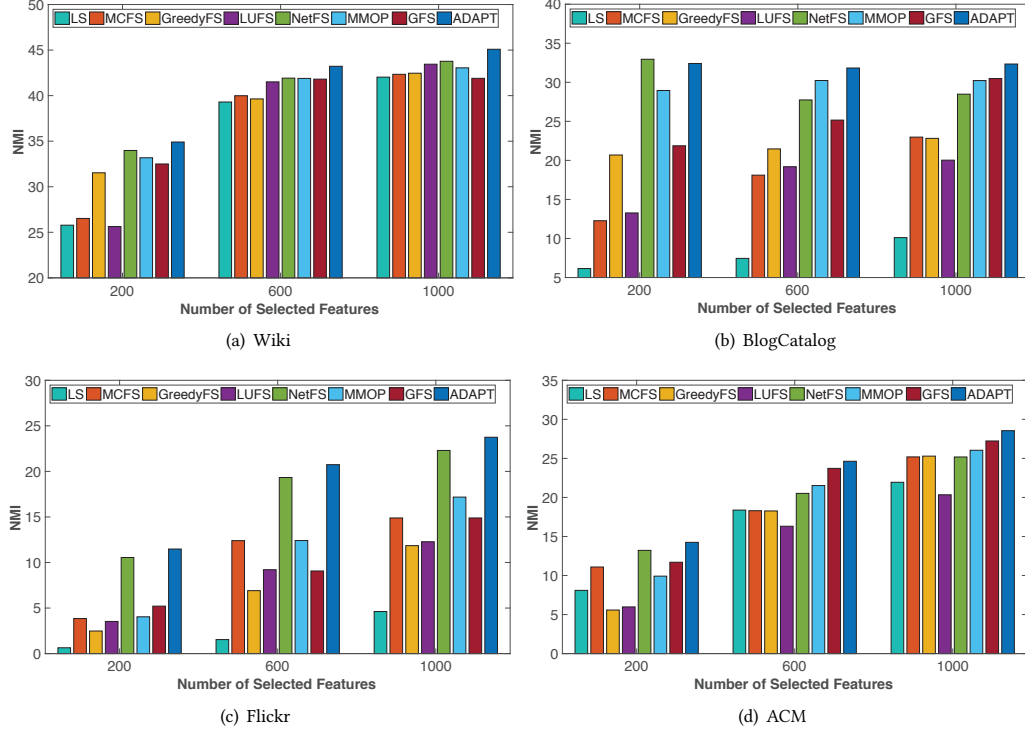 50
45
40
35
30
25
20
NMI
LS MCFS GreedyFS LUFS NetFS MMOP GFS ADAPT
200 600 1000
Number of Selected Features
(a) Wiki
40
35
30
25
20
15
10
5
NMI
LS MCFS GreedyFS LUFS NetFS MMOP GFS ADAPT
200 600 1000
Number of Selected Features
(b) BlogCatalog
30
25
20
15
10
5
0
NMI
LS MCFS GreedyFS LUFS NetFS MMOP GFS ADAPT
200 600 1000
Number of Selected Features
(c) Flickr
35
30
25
20
15
10
5
0
NMI
LS MCFS GreedyFS LUFS NetFS MMOP GFS ADAPT
200 600 1000
Number of Selected Features
(d) ACM